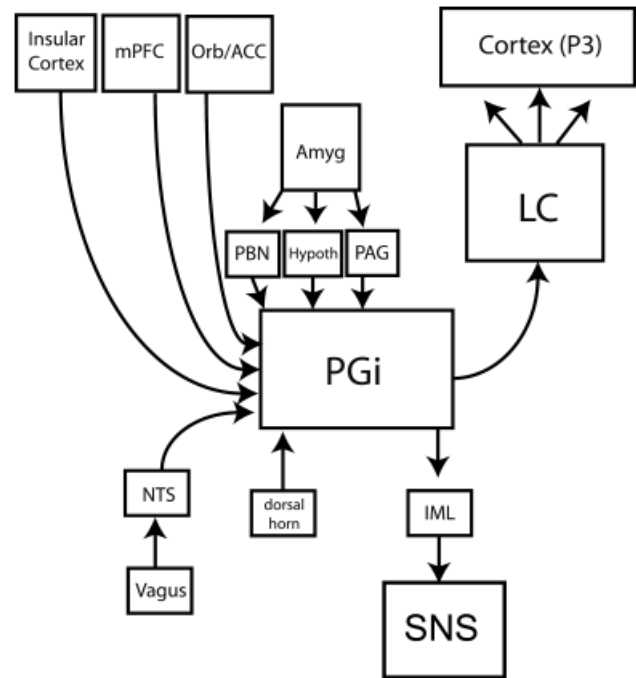 Insular
Cortex
mPFC
Orb/ACC
Cortex (P3)
Amyg
LC
PBN
Hypoth
PAG
PGi
NTS
dorsal
horn
IML
Vagus
SNS